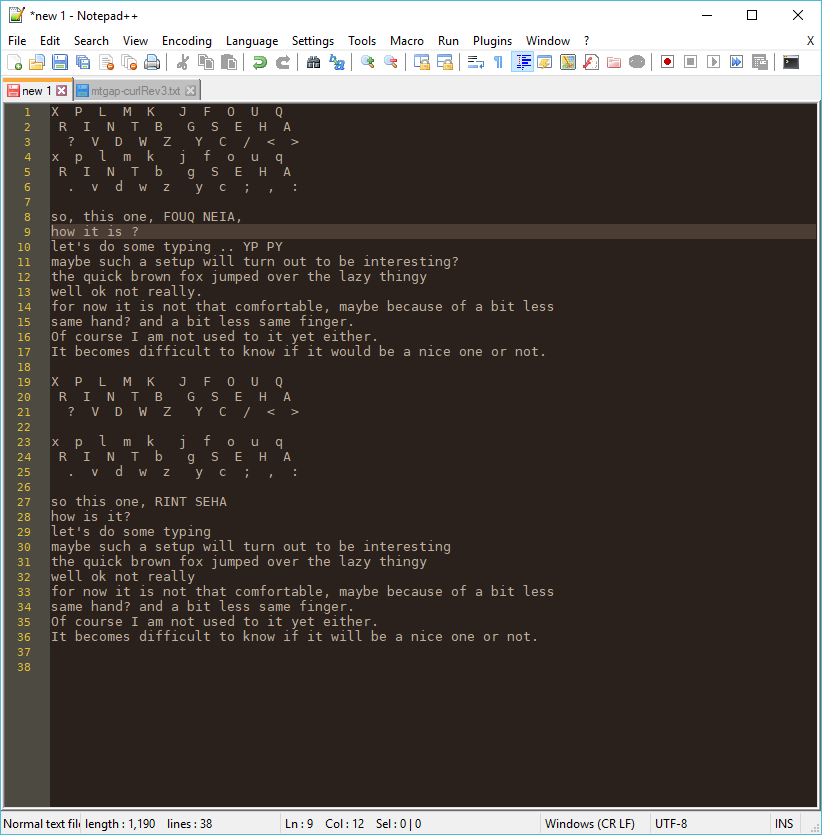 *new 1 - Notepad++
File Edit Search View Encoding Language Settings Tools Macro Run Plugins Window ? X
new 1 mtgap-curlRev3.txt
1 X P L M K J F O U Q
2 R I N T B G S E H A
3 ? V D W Z Y C / < >
4 x p l m k j f o u q
5 R I N T b g S E H A
6 . v d w z y c ; , :
7
8 so, this one, FOUQ NEIA,
9 how it is ?
10 let's do some typing .. YP PY
11 maybe such a setup will turn out to be interesting?
12 the quick brown fox jumped over the lazy thingy
13 well ok not really.
14 for now it is not that comfortable, maybe because of a bit less
15 same hand? and a bit less same finger.
16 Of course I am not used to it yet either.
17 It becomes difficult to know if it would be a nice one or not.
18
19 X P L M K J F O U Q
20 R I N T B G S E H A
21 ? V D W Z Y C / < >
22
23 x p l m k j f o u q
24 R I N T b g S E H A
25 . v d w z y c ; , :
26
27 so this one, RINT SEHA
28 how is it?
29 let's do some typing
30 maybe such a setup will turn out to be interesting
31 the quick brown fox jumped over the lazy thingy
32 well ok not really
33 for now it is not that comfortable, maybe because of a bit less
34 same hand? and a bit less same finger.
35 Of course I am not used to it yet either.
36 It becomes difficult to know if it will be a nice one or not.
37
38
Normal text file length : 1,190 lines : 38 Ln : 9 Col : 12 Sel : 0 | 0 Windows (CR LF) UTF-8 INS